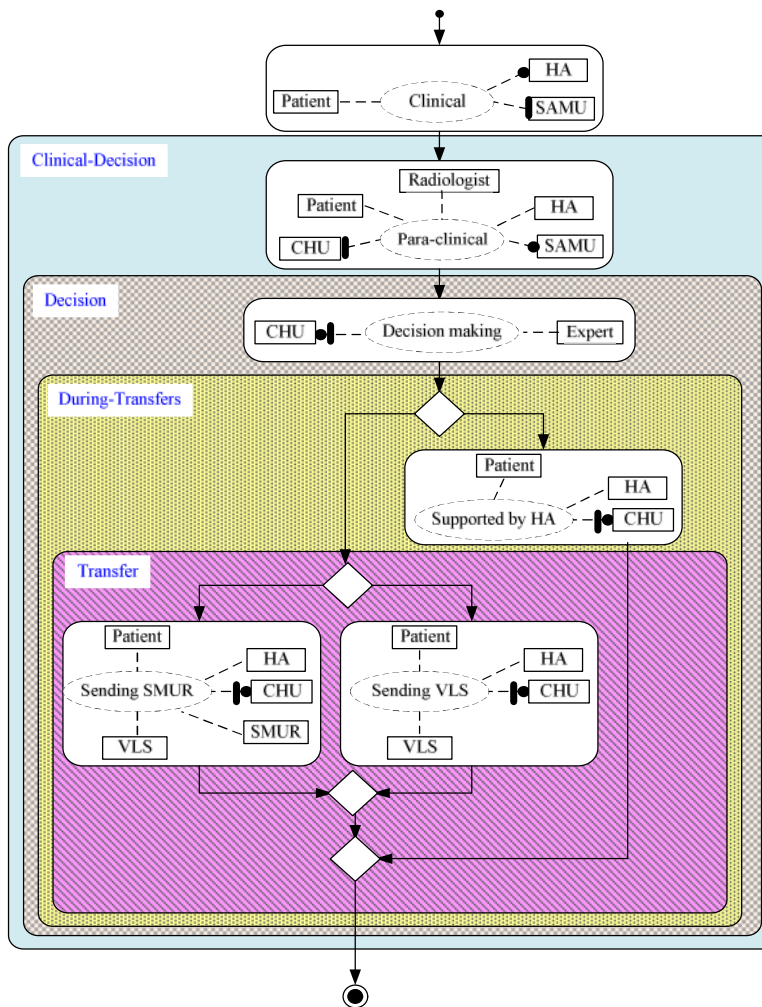 HA
Patient
Clinical
SAMU
Clinical-Decision
Radiologist
Patient
HA
Para-clinical
CHU
SAMU
Decision
CHU
Decision making
Expert
During-Transfers
Patient
HA
Supported by HA
CHU
Transfer
Patient
HA
Sending SMUR
CHU
SMUR
VLS
Patient
HA
Sending VLS
CHU
VLS